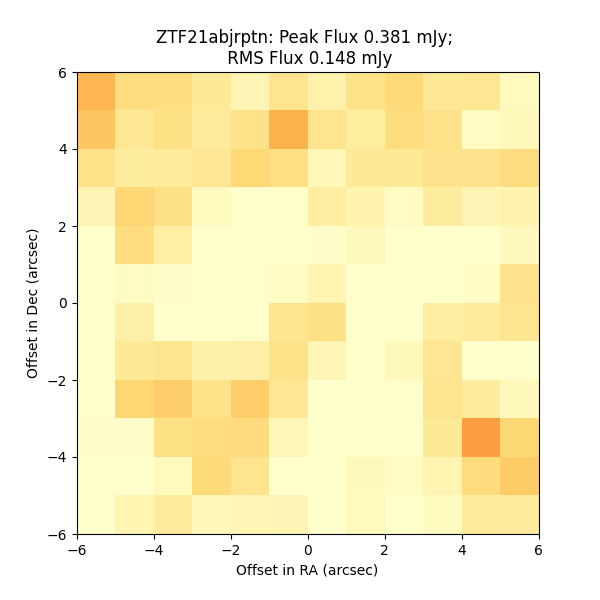 ZTF21abjrptn: Peak Flux 0.381 mJy;
RMS Flux 0.148 mJy
6
4
2
0
−2
−4
−6
Offset in Dec (arcsec)
−6 −4 −2 0 2 4 6
Offset in RA (arcsec)